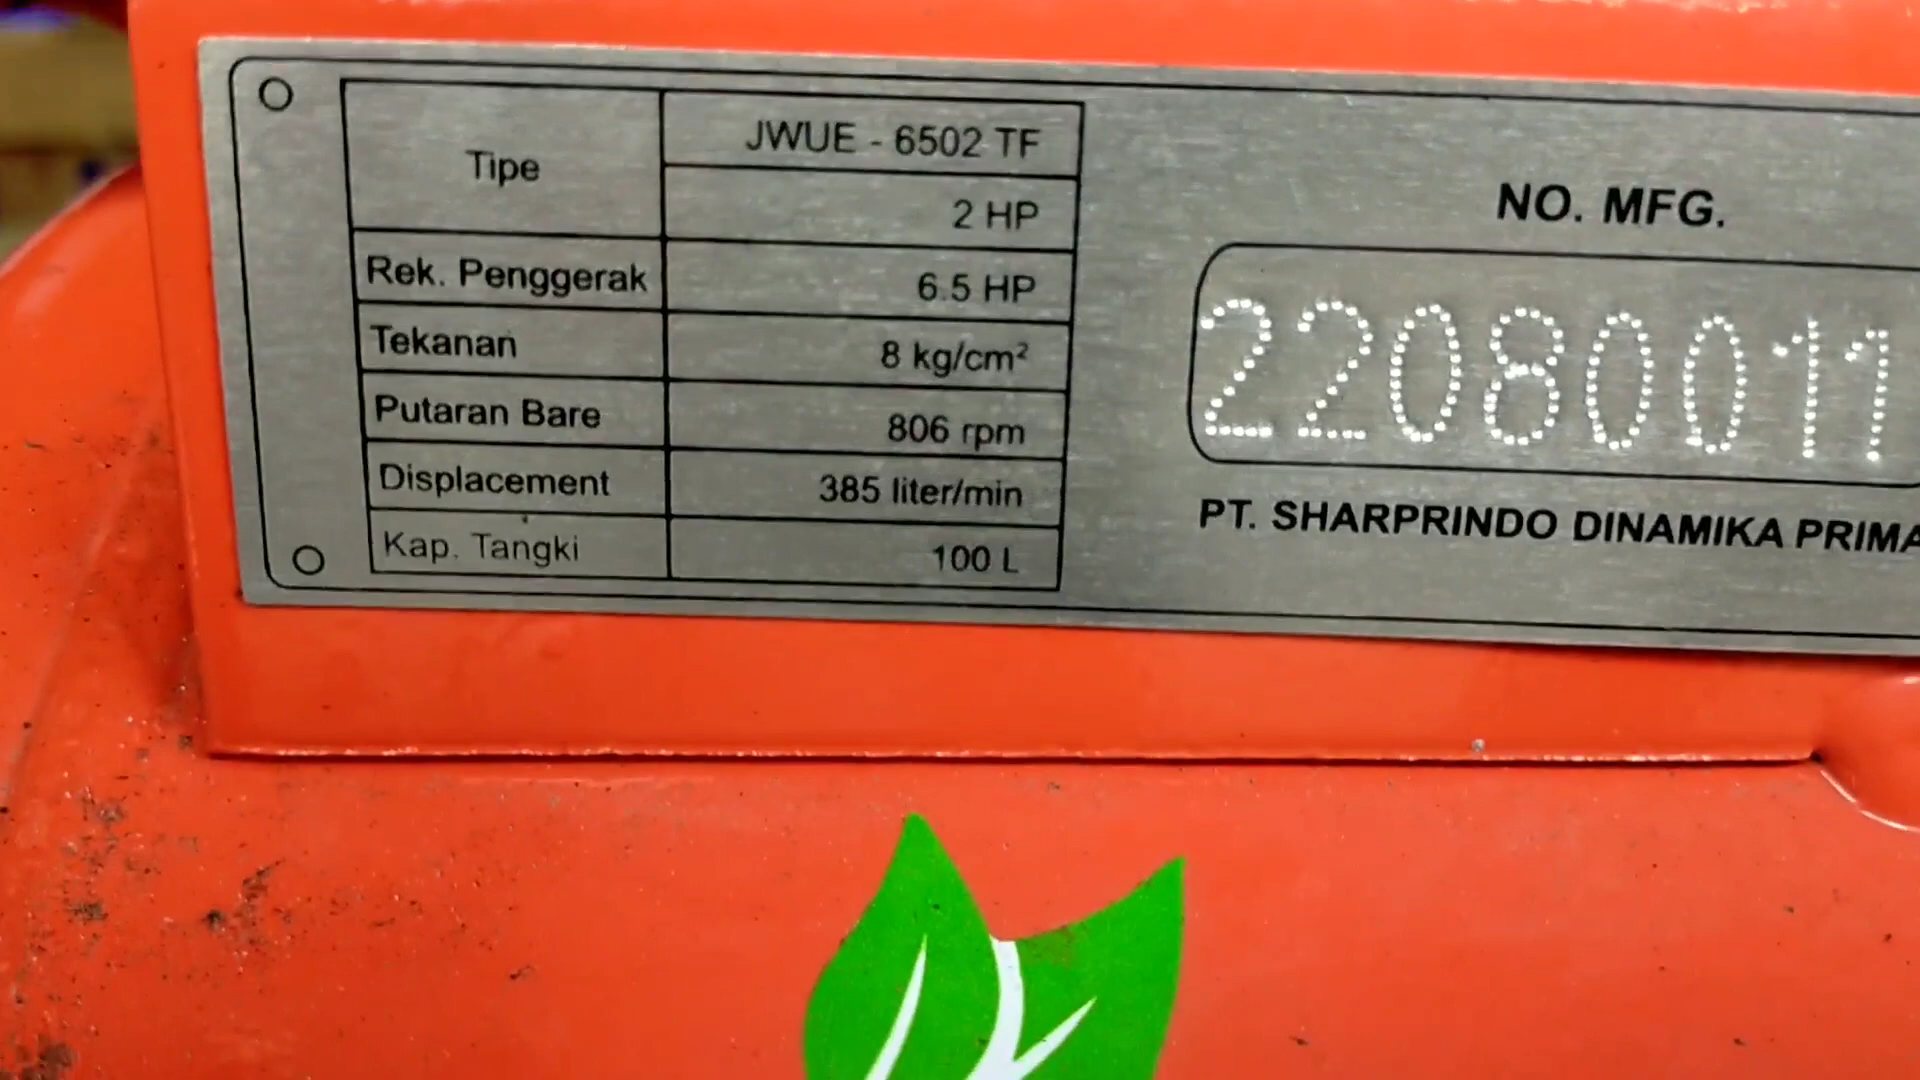 Tipe
JWUE - 6502 TF
2 HP
Rek. Penggerak 6.5 HP
Tekanan 8 kg/cm²
Putaran Bare 806 rpm
Displacement 385 liter/min
Kap. Tangki 100 L
NO. MFG.
22080011
PT. SHARPRINDO DINAMIKA PRIMA